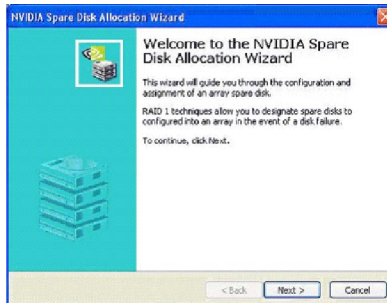 NVIDIA Spare Disk Allocation Wizard
Welcome to the NVIDIA Spare
Disk Allocation Wizard
This wizard will guide you through the configuration and
assignment of an array spare disk.
RAID 1 techniques allow you to designate spare disks to
configured into an array in the event of a disk failure.
To continue, click Next.
< Back
Next >
Cancel